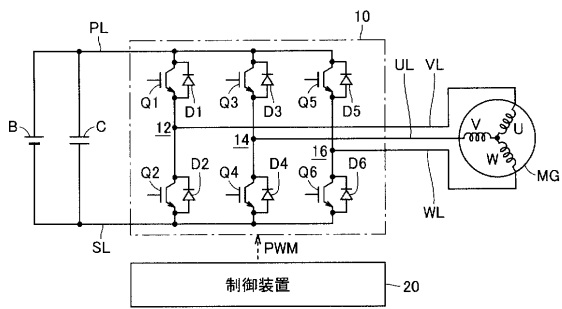 10
PL
UL
VL
Q1
D1
Q3
D3
Q5
D5
B
C
12
14
16
V
U
W
Q2
D2
Q4
D4
Q6
D6
MG
WL
SL
PWM
制御装置
20